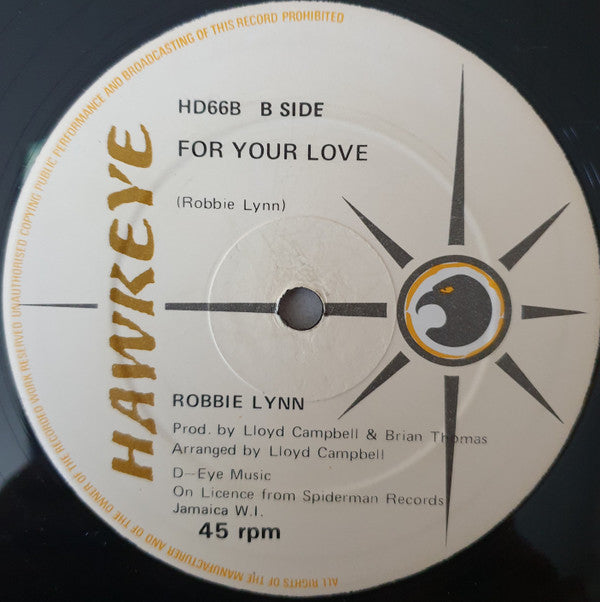 ALL RIGHTS OF THE MANUFACTURER AND OF THE OWNER OF THE RECORDED WORK RESERVED UNAUTHORISED COPYING PUBLIC PERFORMANCE AND BROADCASTING OF THIS RECORD PROHIBITED
HAWKEYE
HD66B B SIDE
FOR YOUR LOVE
(Robbie Lynn)
ROBBIE LYNN
Prod. by Lloyd Campbell & Brian Thomas
Arranged by Lloyd Campbell
D-Eye Music
On Licence from Spiderman Records
Jamaica W.I.
45 rpm